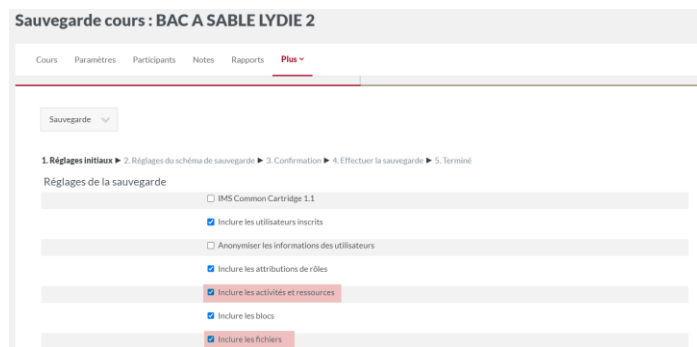 Sauvegarde cours : BAC A SABLE LYDIE 2
Cours Paramètres Participants Notes Rapports Plus
Sauvegarde
1. Réglages initiaux ► 2. Réglages du schéma de sauvegarde ► 3. Confirmation ► 4. Effectuer la sauvegarde ► 5. Terminé
Réglages de la sauvegarde
IMS Common Cartridge 1.1
Inclure les utilisateurs inscrits
Anonymiser les informations des utilisateurs
Inclure les attributions de rôles
Inclure les activités et ressources
Inclure les blocs
Inclure les fichiers